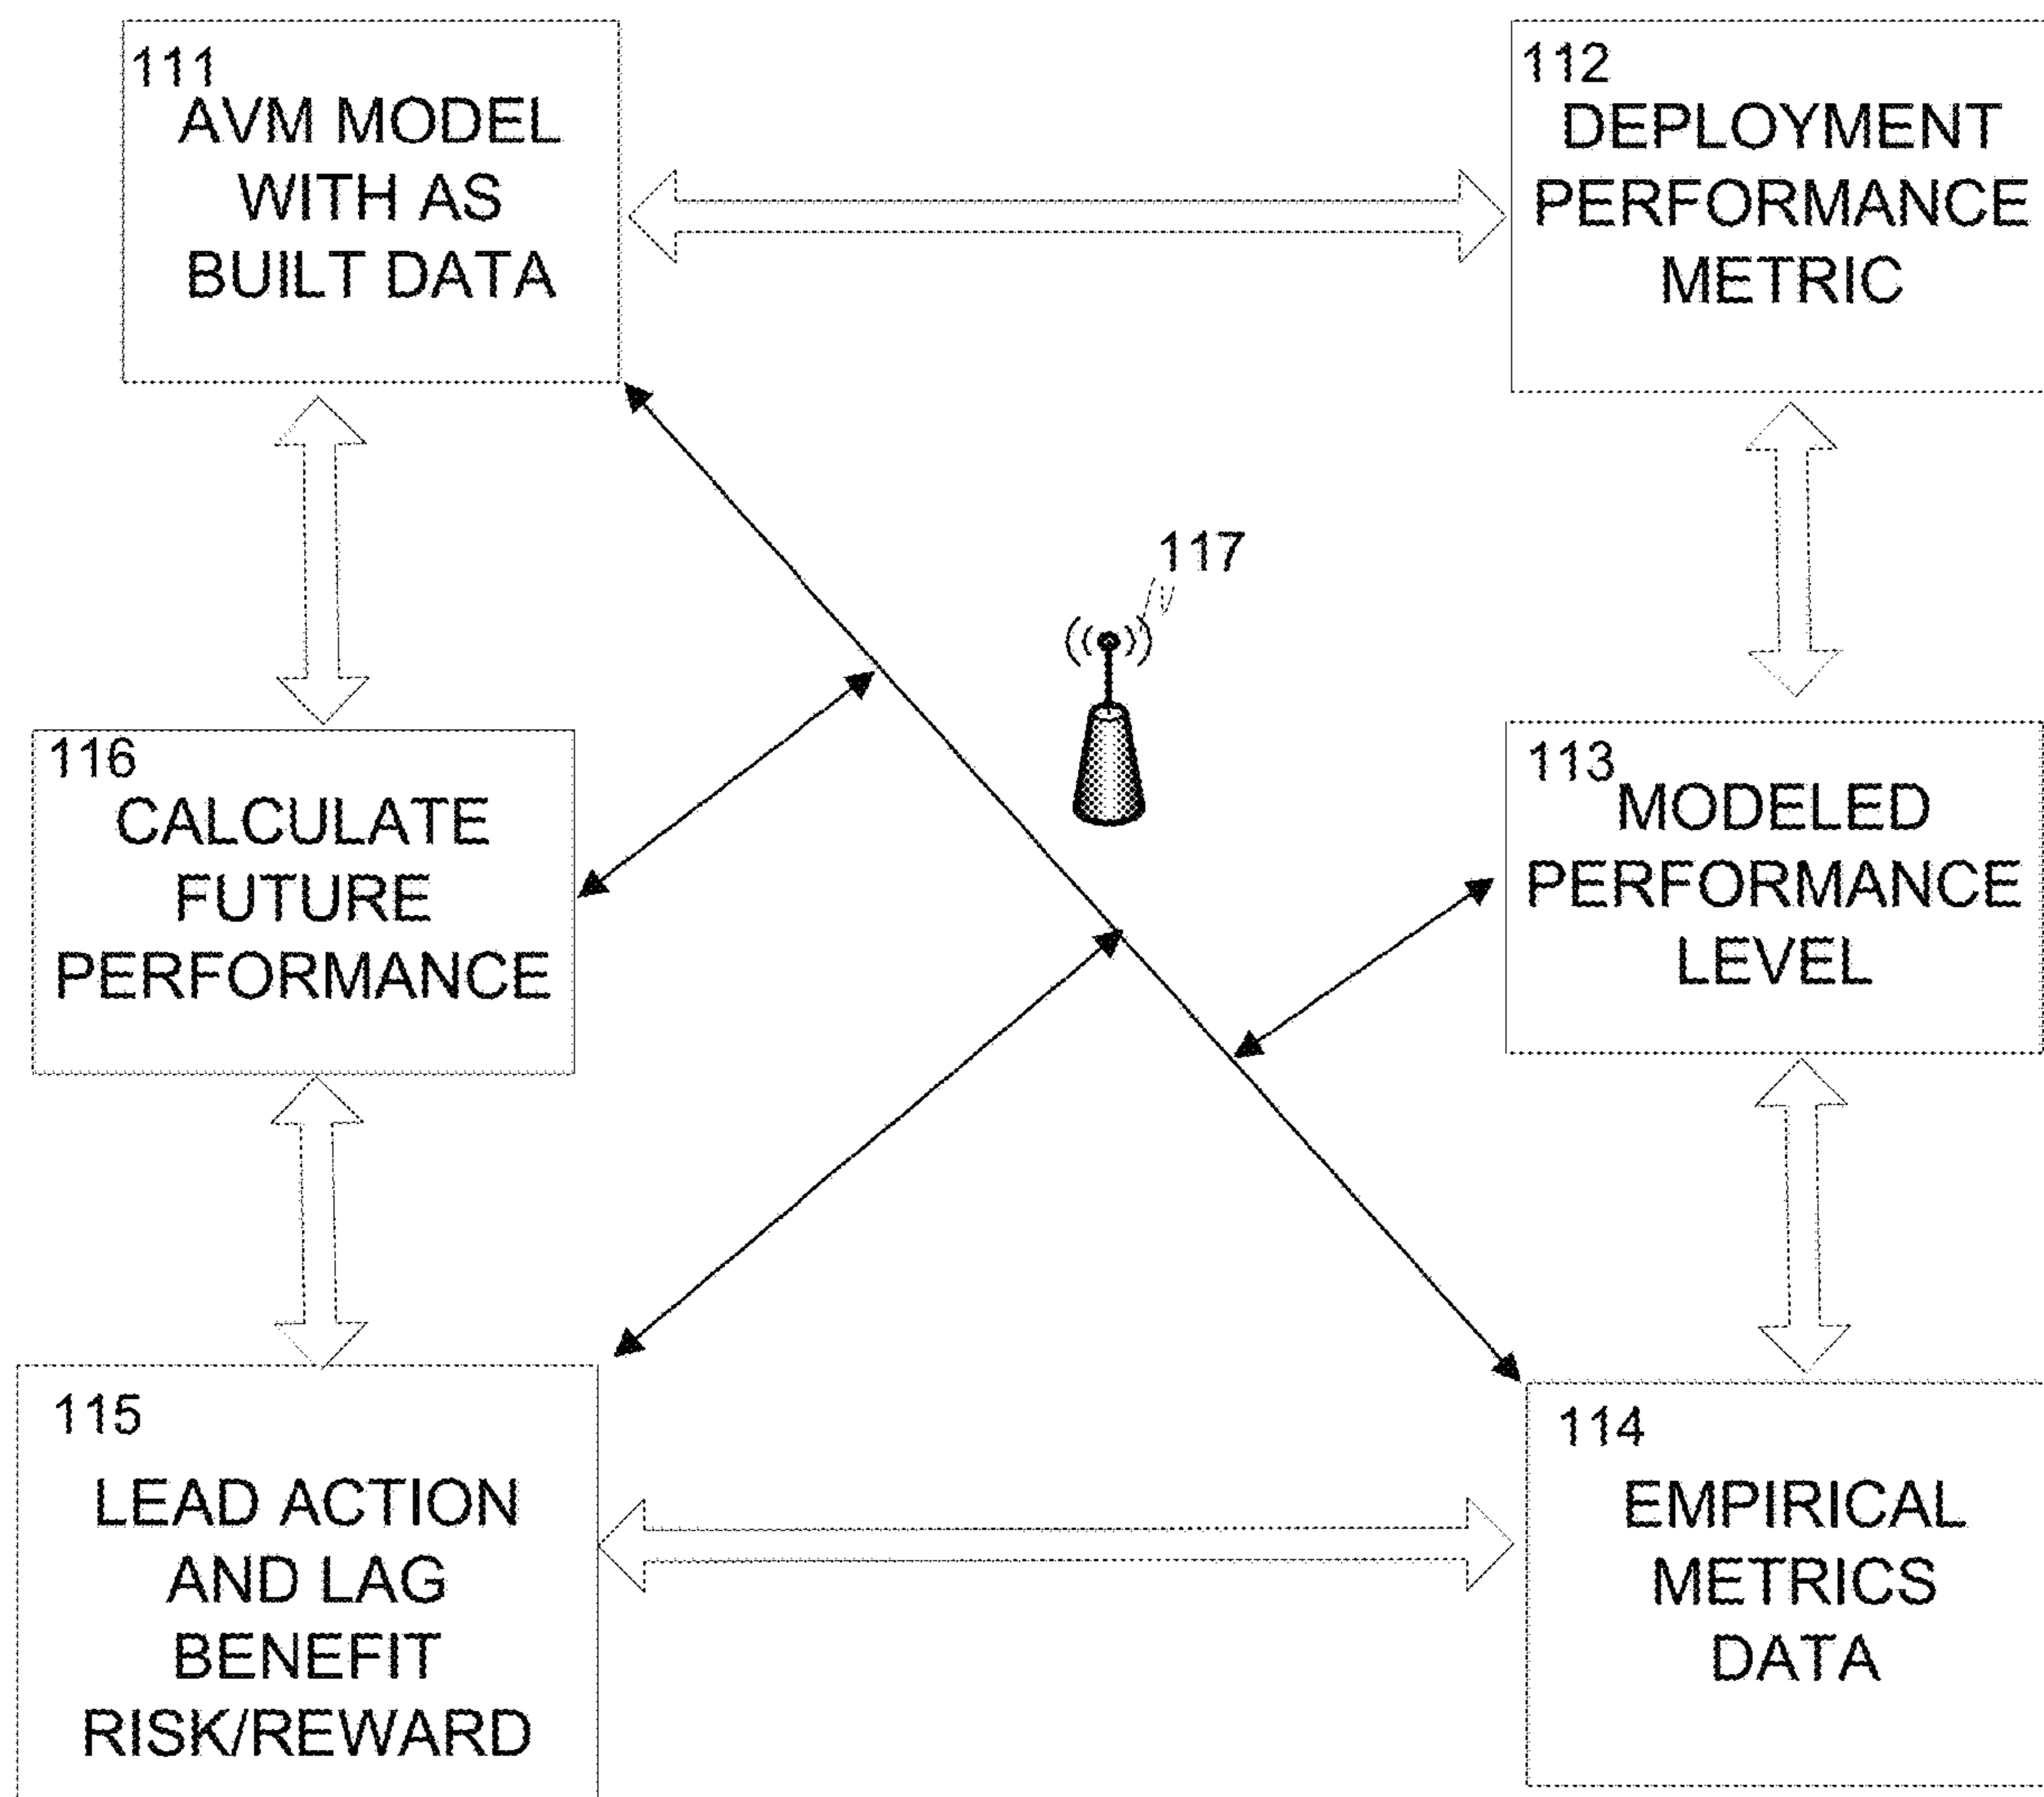 111
AVM MODEL
WITH AS
BUILT DATA
112
DEPLOYMENT
PERFORMANCE
METRIC
117
116
CALCULATE
FUTURE
PERFORMANCE
113
MODELED
PERFORMANCE
LEVEL
115
LEAD ACTION
AND LAG
BENEFIT
RISK/REWARD
114
EMPIRICAL
METRICS
DATA